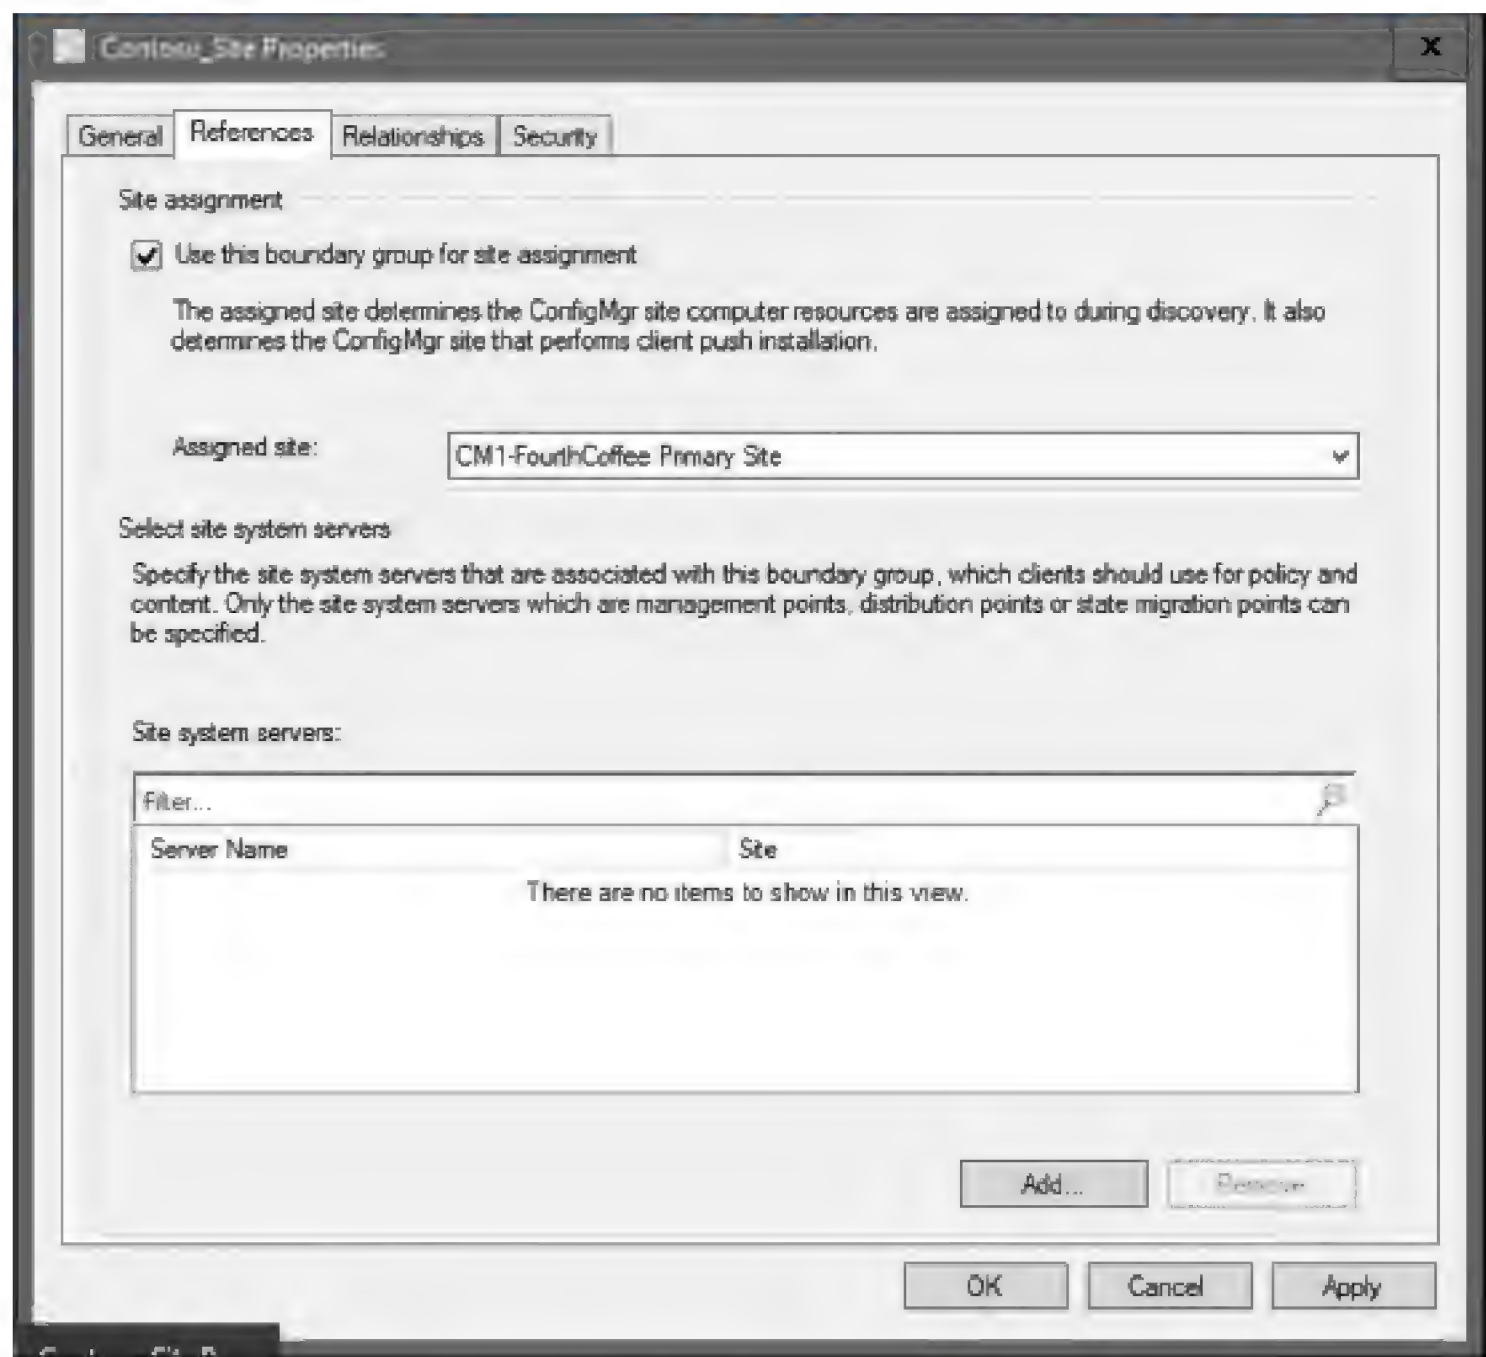 Contoso_Site Properties
X
General
References
Relationships
Security
Site assignment
Use this boundary group for site assignment
The assigned site determines the ConfigMgr site computer resources are assigned to during discovery. It also
determines the ConfigMgr site that performs client push installation.
Assigned site:
CM1-FourthCoffee Primary Site
Select site system servers
Specify the site system servers that are associated with this boundary group, which clients should use for policy and
content. Only the site system servers which are management points, distribution points or state migration points can
be specified.
Site system servers:
Filter...
Server Name
Site
There are no items to show in this view.
Add...
Remove
OK
Cancel
Apply